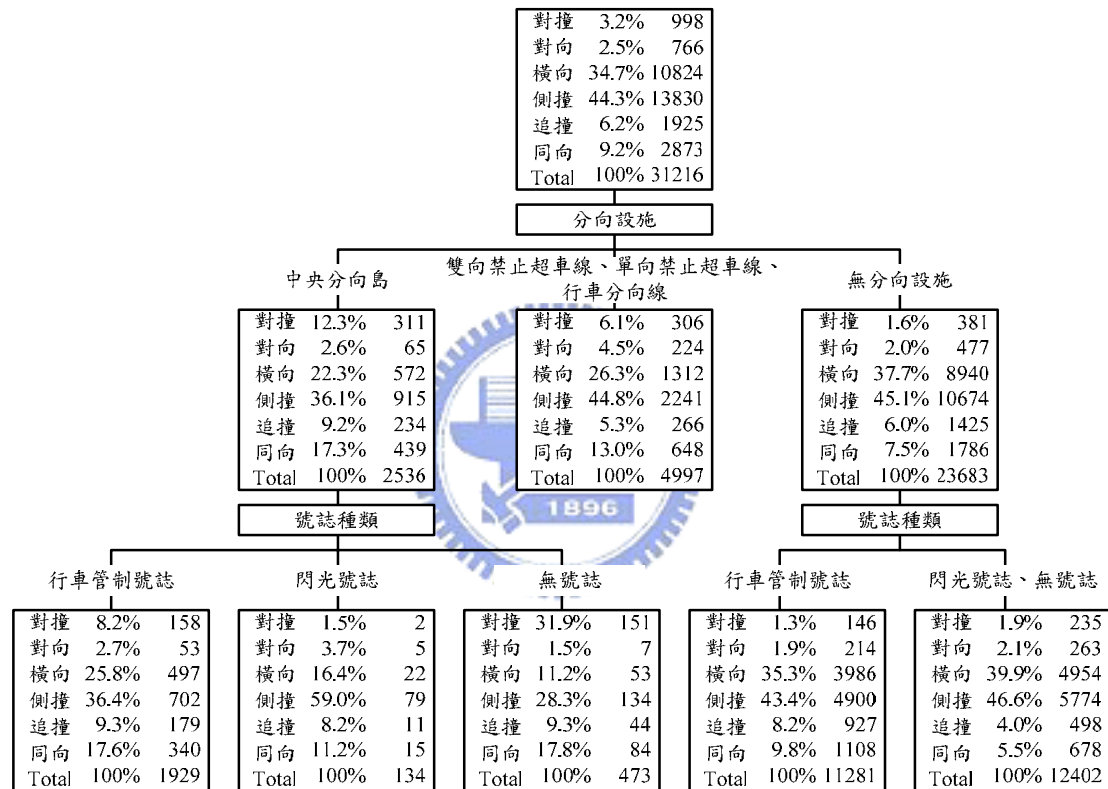 對撞 3.2% 998
對向 2.5% 766
橫向 34.7% 10824
側撞 44.3% 13830
追撞 6.2% 1925
同向 9.2% 2873
Total 100% 31216
分向設施
中央分向島
雙向禁止超車線、單向禁止超車線、
行車分向線
無分向設施
對撞 12.3% 311
對向 2.6% 65
橫向 22.3% 572
側撞 36.1% 915
追撞 9.2% 234
同向 17.3% 439
Total 100% 2536
對撞 6.1% 306
對向 4.5% 224
橫向 26.3% 1312
側撞 44.8% 2241
追撞 5.3% 266
同向 13.0% 648
Total 100% 4997
對撞 1.6% 381
對向 2.0% 477
橫向 37.7% 8940
側撞 45.1% 10674
追撞 6.0% 1425
同向 7.5% 1786
Total 100% 23683
1896
號誌種類
號誌種類
行車管制號誌
閃光號誌
無號誌
行車管制號誌
閃光號誌、無號誌
對撞 8.2% 158
對向 2.7% 53
橫向 25.8% 497
側撞 36.4% 702
追撞 9.3% 179
同向 17.6% 340
Total 100% 1929
對撞 1.5% 2
對向 3.7% 5
橫向 16.4% 22
側撞 59.0% 79
追撞 8.2% 11
同向 11.2% 15
Total 100% 134
對撞 31.9% 151
對向 1.5% 7
橫向 11.2% 53
側撞 28.3% 134
追撞 9.3% 44
同向 17.8% 84
Total 100% 473
對撞 1.3% 146
對向 1.9% 214
橫向 35.3% 3986
側撞 43.4% 4900
追撞 8.2% 927
同向 9.8% 1108
Total 100% 11281
對撞 1.9% 235
對向 2.1% 263
橫向 39.9% 4954
側撞 46.6% 5774
追撞 4.0% 498
同向 5.5% 678
Total 100% 12402